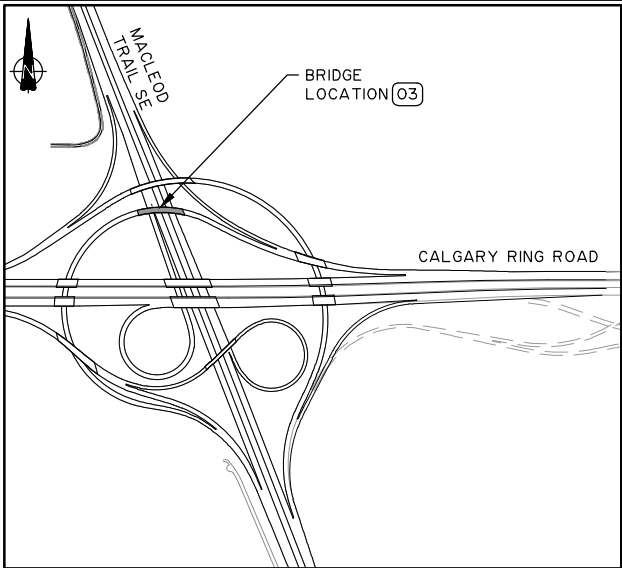 N
MACLEOD
TRAIL SE
BRIDGE
LOCATION 03
CALGARY RING ROAD